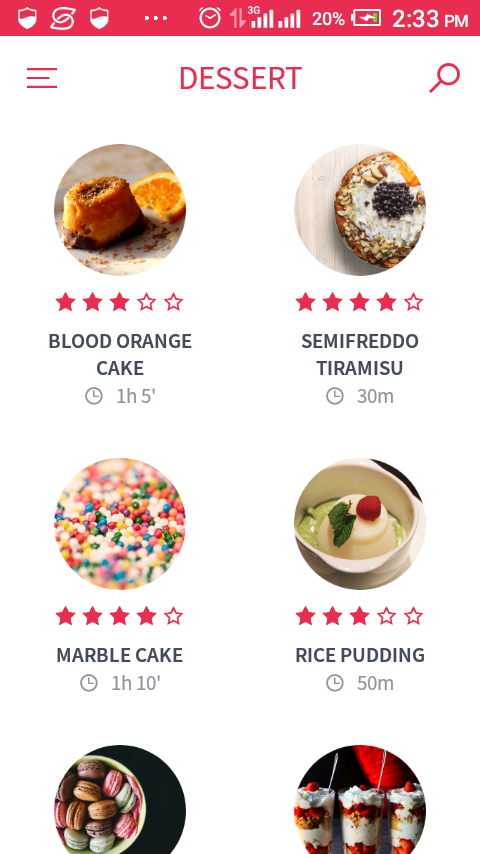 3G 20% 2:33 PM
DESSERT
BLOOD ORANGE
CAKE
1h 5'
SEMIFREDDO
TIRAMISU
30m
MARBLE CAKE
1h 10'
RICE PUDDING
50m